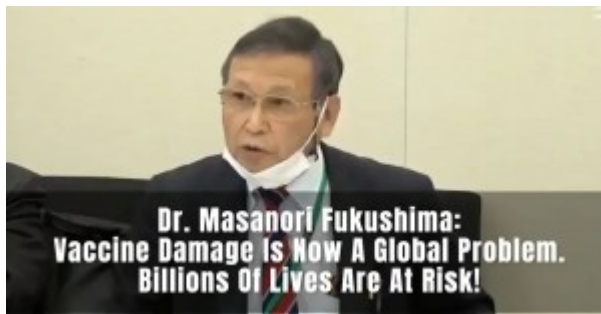 Dr. Masanori Fukushima:
Vaccine Damage Is Now A Global Problem.
Billions Of Lives Are At Risk!